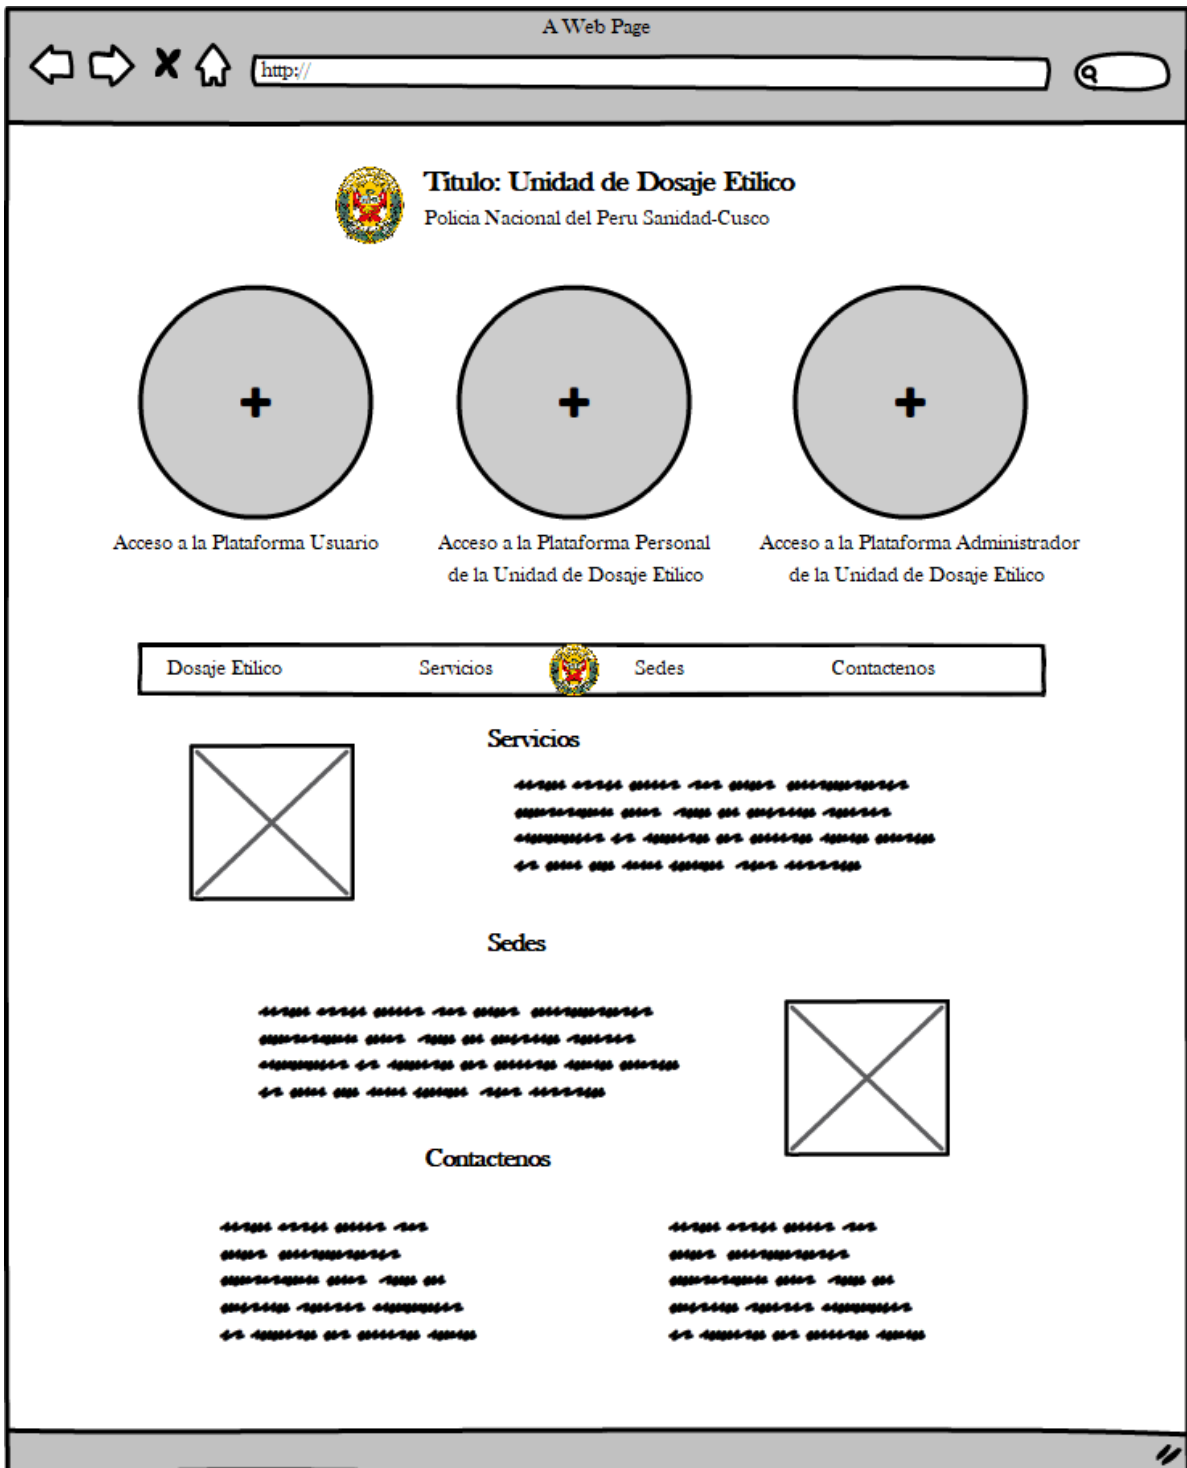 A Web Page
http://
Titulo: Unidad de Dosaje Etilico
Policia Nacional del Peru Sanidad-Cusco
Acceso a la Plataforma Usuario
Acceso a la Plataforma Personal
de la Unidad de Dosaje Etilico
Acceso a la Plataforma Administrador
de la Unidad de Dosaje Etilico
Dosaje Etilico Servicios Sedes Contactenos
Servicios
Sedes
Contactenos